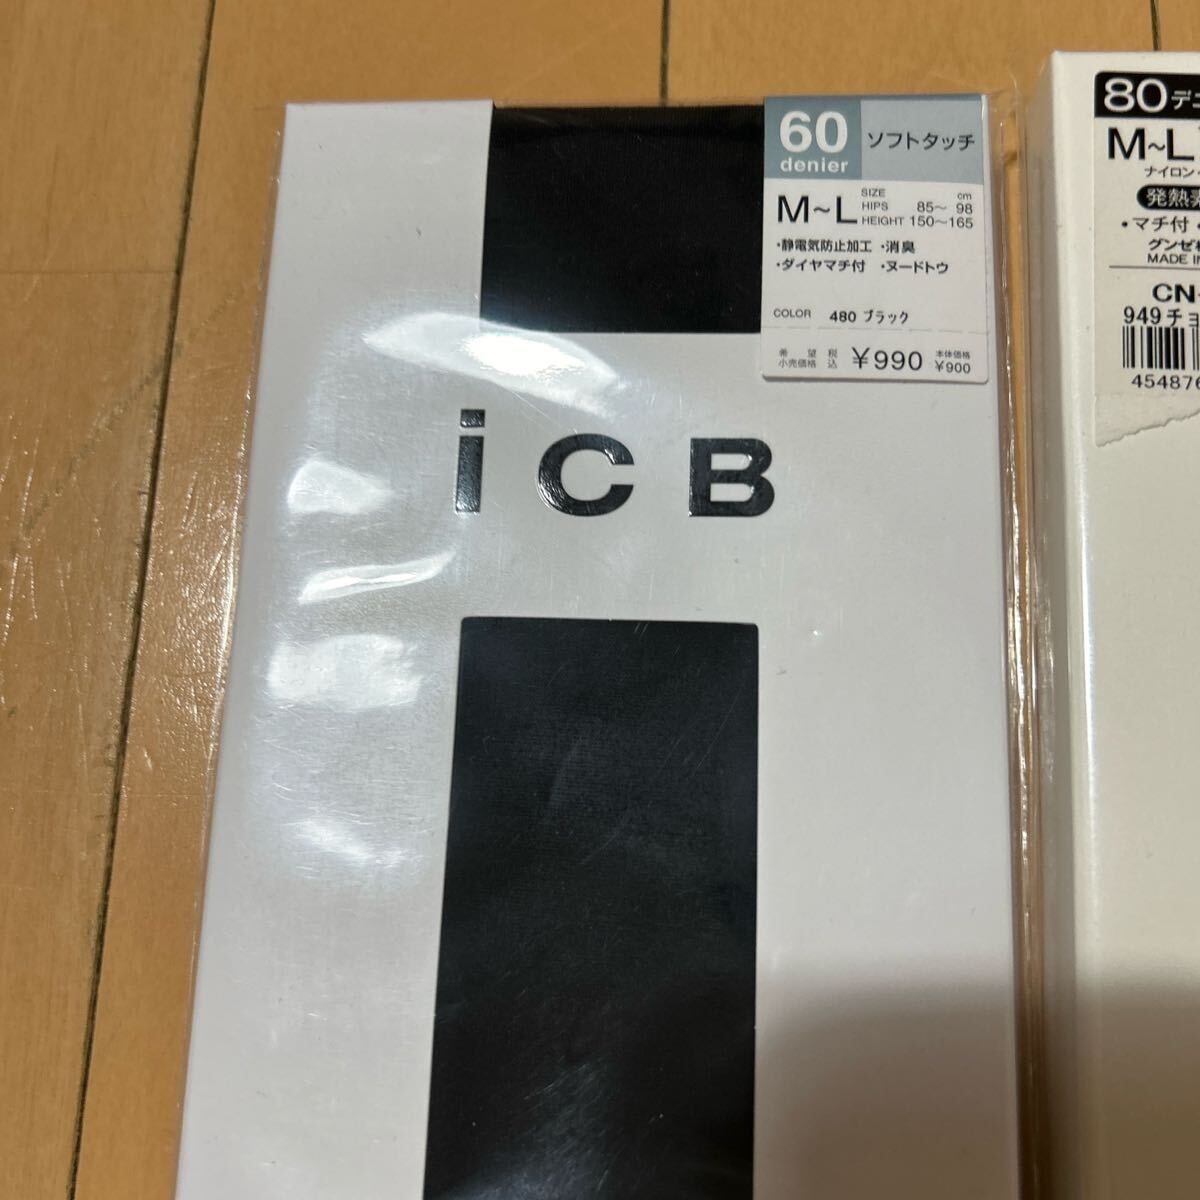 60
denier
ソフトタッチ
M~L
SIZE cm
HIPS 85~ 98
HEIGHT 150~165
・静電気防止加工 ・消臭
・ダイヤマチ付 ・ヌードトウ
COLOR 480 ブラック
希望小売価格 税込 ¥990 本体価格 ¥900
iCB
80デニ
M~L
ナイロン・
発熱
・マチ付・
グンゼ
MADE IN
CN-
949チョ
454876